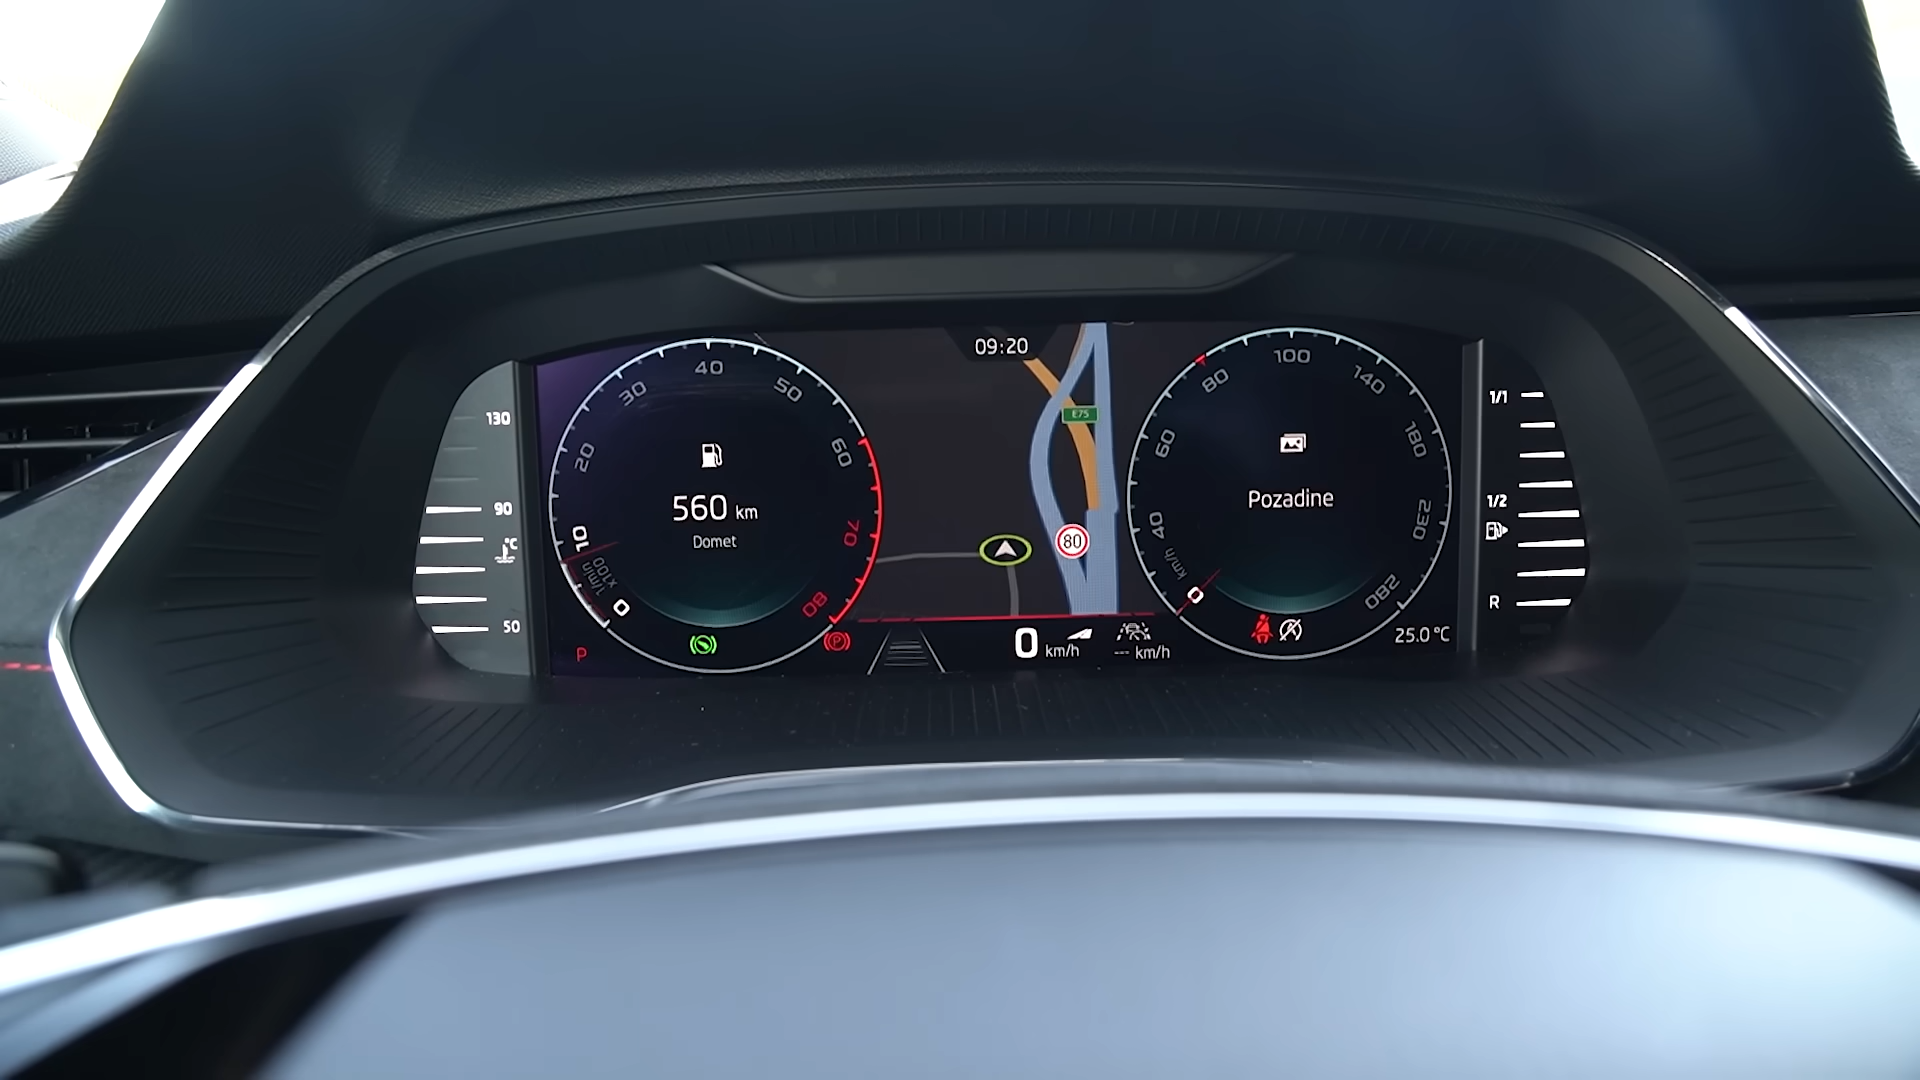 130
90
°C
50
0
10
20
30
40
50
60
70
80
1/min
x100
560 km
Domet
P
(P)
09:20
E75
80
0 km/h
--- km/h
0
40
60
80
100
140
180
230
280
km/h
Pozadine
25.0 °C
1/1
1/2
R